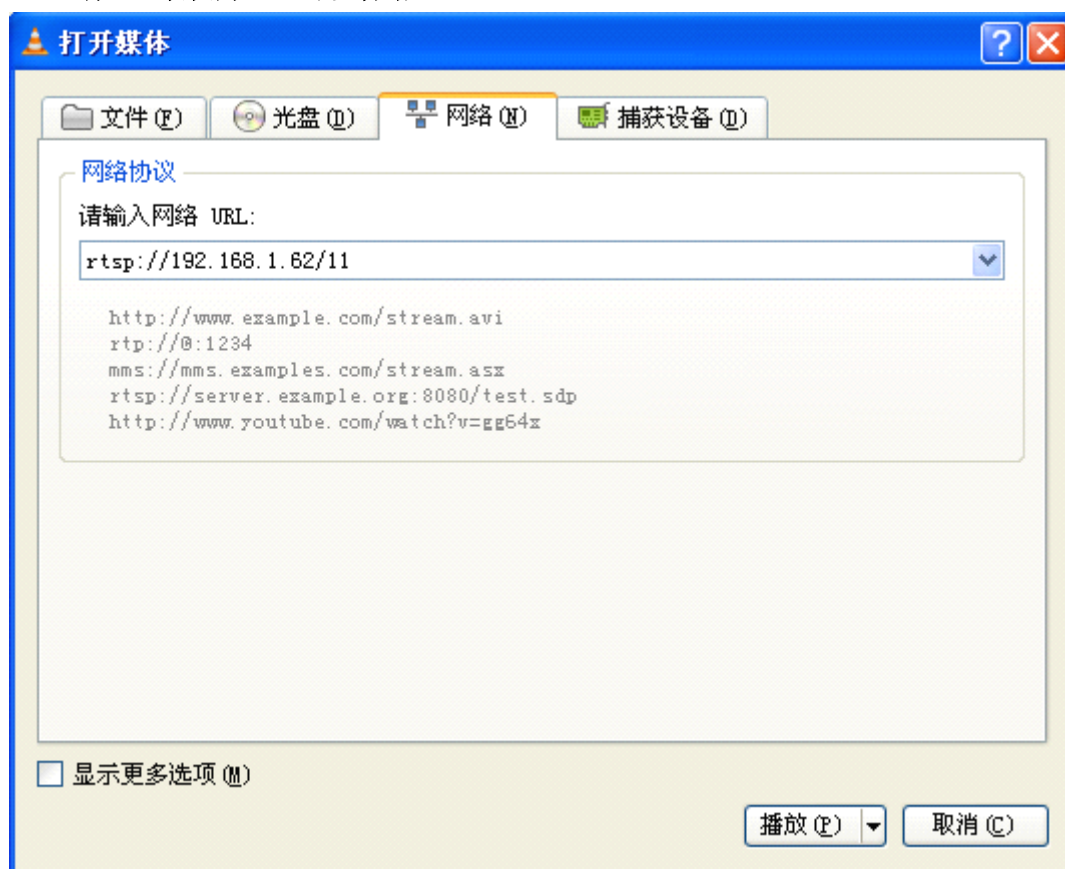 打开媒体
文件(F) 光盘(D) 网络(N) 捕获设备(D)
网络协议
请输入网络 URL:
rtsp://192.168.1.62/11
http://www.example.com/stream.avi
rtp://@:1234
mms://mms.examples.com/stream.asx
rtsp://server.example.org:8080/test.sdp
http://www.youtube.com/watch?v=gg64x
显示更多选项(M)
播放(P) 取消(C)